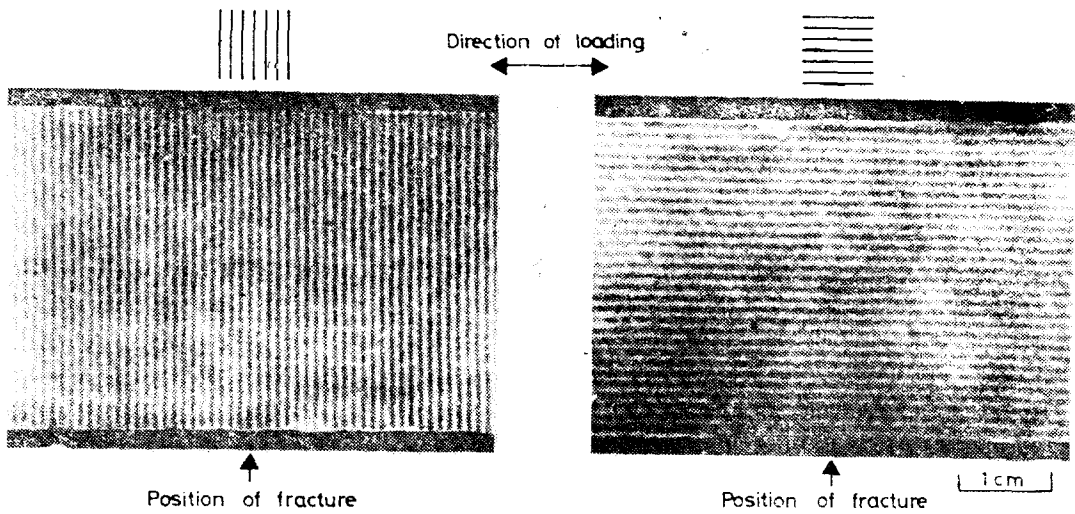 Direction of loading
Position of fracture
Position of fracture
1cm